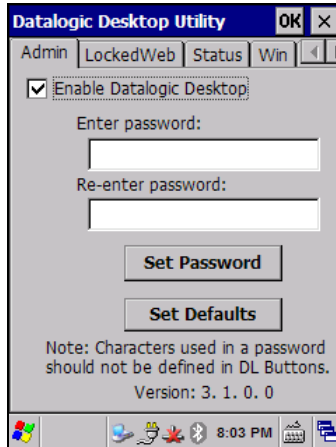 Datalogic Desktop Utility OK ×
Admin LockedWeb Status Win
Enable Datalogic Desktop
Enter password:
Re-enter password:
Set Password
Set Defaults
Note: Characters used in a password
should not be defined in DL Buttons.
Version: 3. 1. 0. 0
8:03 PM